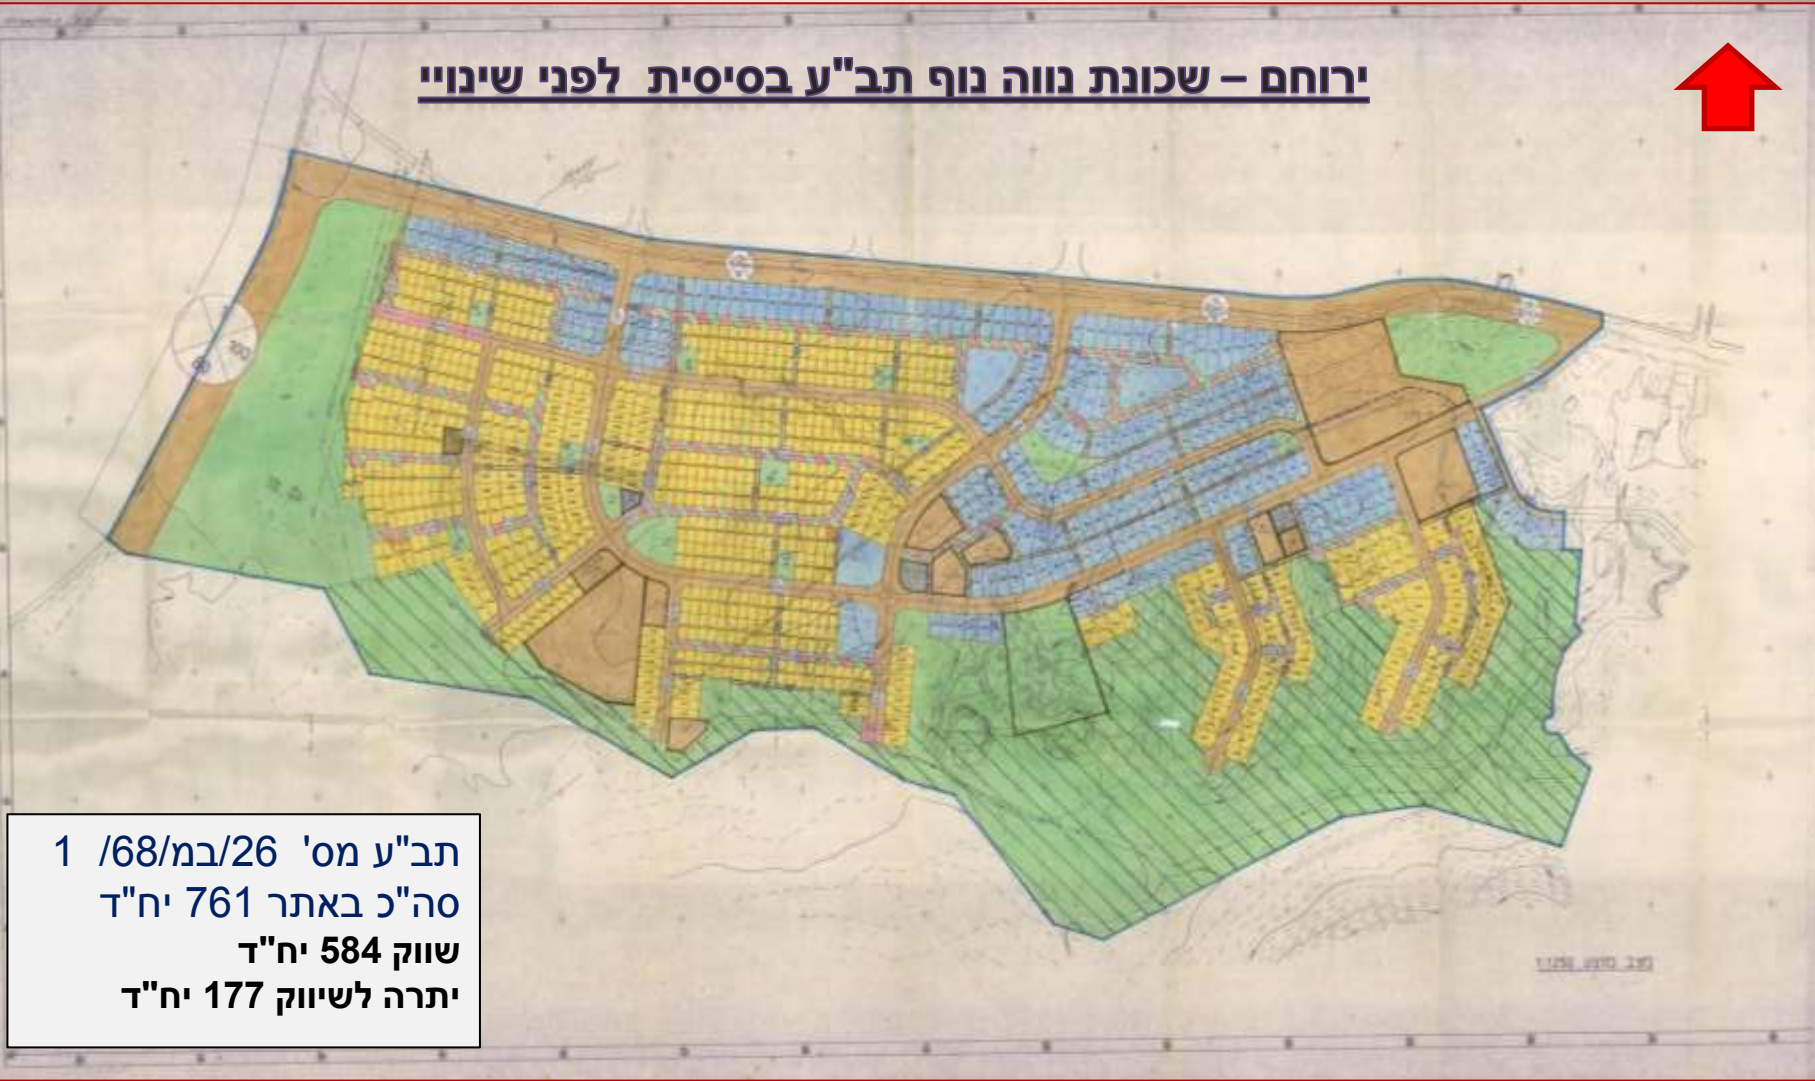 ירוחם – שכונת נווה נוף תב"ע בסיסית לפני שינויי
תב"ע מס' 26/במ/68/ 1
סה"כ באתר 761 יח"ד
שווק 584 יח"ד
יתרה לשיווק 177 יח"ד